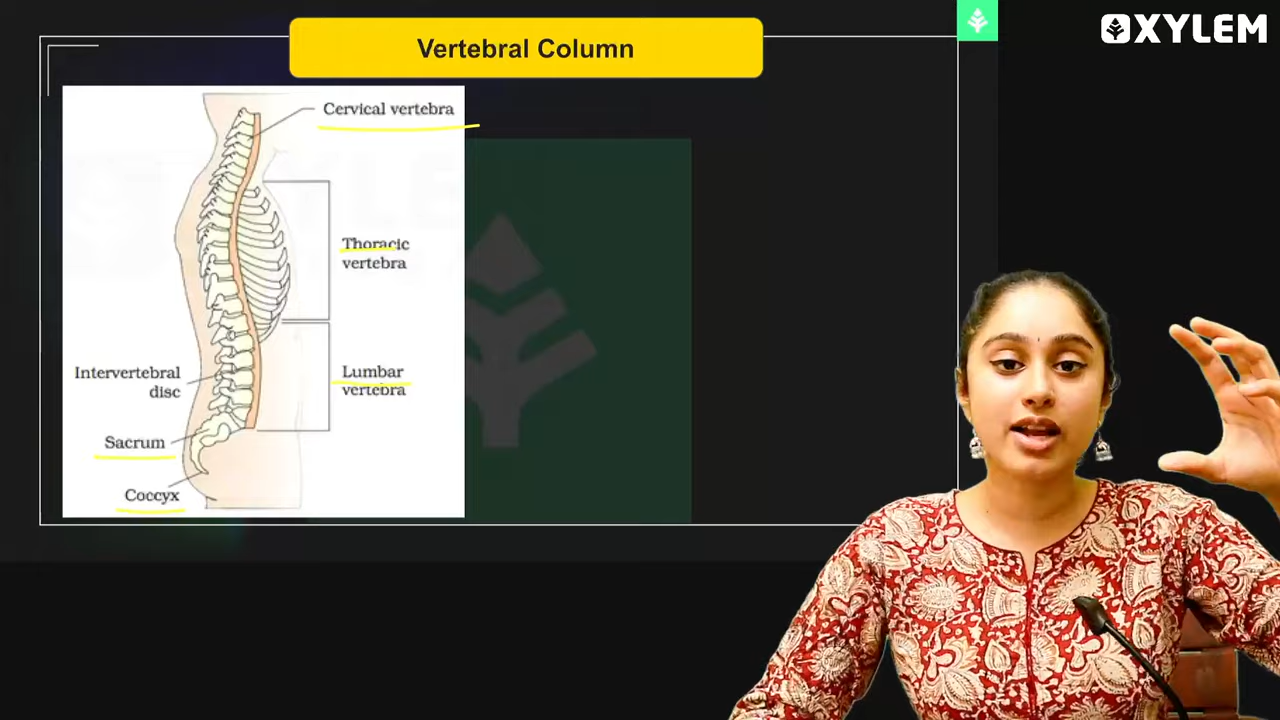 Vertebral Column
XYLEM
Cervical vertebra
Thoracic
vertebra
Intervertebral
disc
Lumbar
vertebra
Sacrum
Coccyx